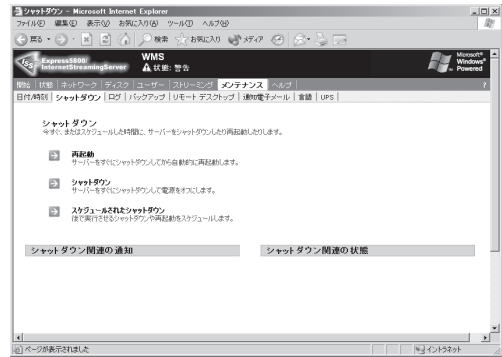 シャットダウン - Microsoft Internet Explorer
ファイル(F) 編集(E) 表示(V) お気に入り(A) ツール(T) ヘルプ(H)
戻る 検索 お気に入り メディア
ISS Express5800/ InternetStreamingServer
WMS
状態: 警告
Microsoft® Windows® Powered
開始 | 状態 | ネットワーク | ディスク | ユーザー | ストリーミング | メンテナンス | ヘルプ | ?
日付/時刻 | シャットダウン | ログ | バックアップ | リモート デスクトップ | 通知電子メール | 言語 | UPS |
シャットダウン
今すぐ、またはスケジュールした時間に、サーバーをシャットダウンしたり再起動したりします。
再起動
サーバーをすぐにシャットダウンしてから自動的に再起動します。
シャットダウン
サーバーをすぐにシャットダウンして電源をオフにします。
スケジュールされたシャットダウン
後で実行させるシャットダウンや再起動をスケジュールします。
シャットダウン関連の通知 シャットダウン関連の状態
ページが表示されました イントラネット